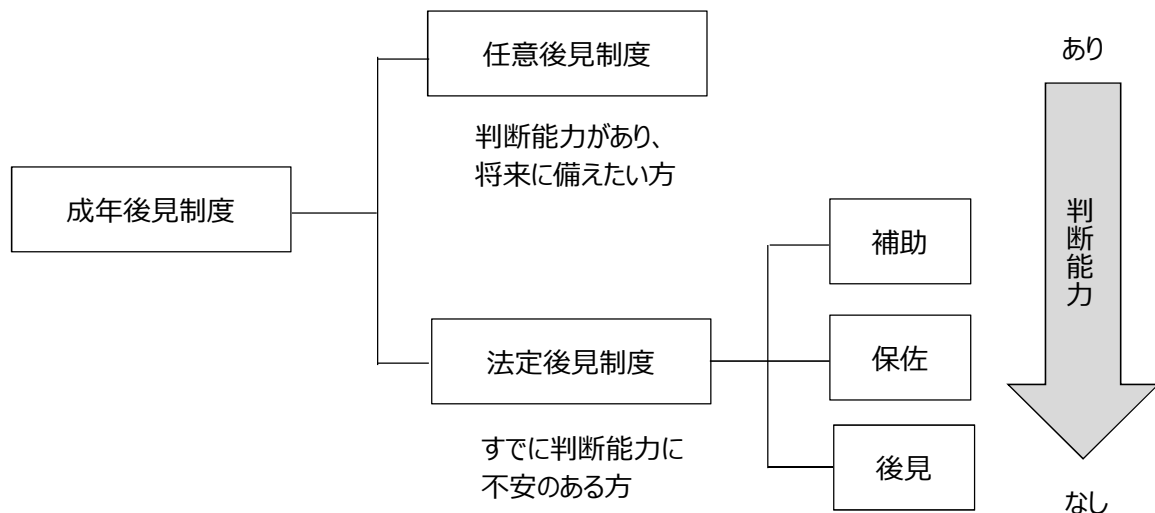 任意後見制度
判断能力があり、
将来に備えたい方
成年後見制度
法定後見制度
すでに判断能力に
不安のある方
補助
保佐
後見
あり
判断能力
なし